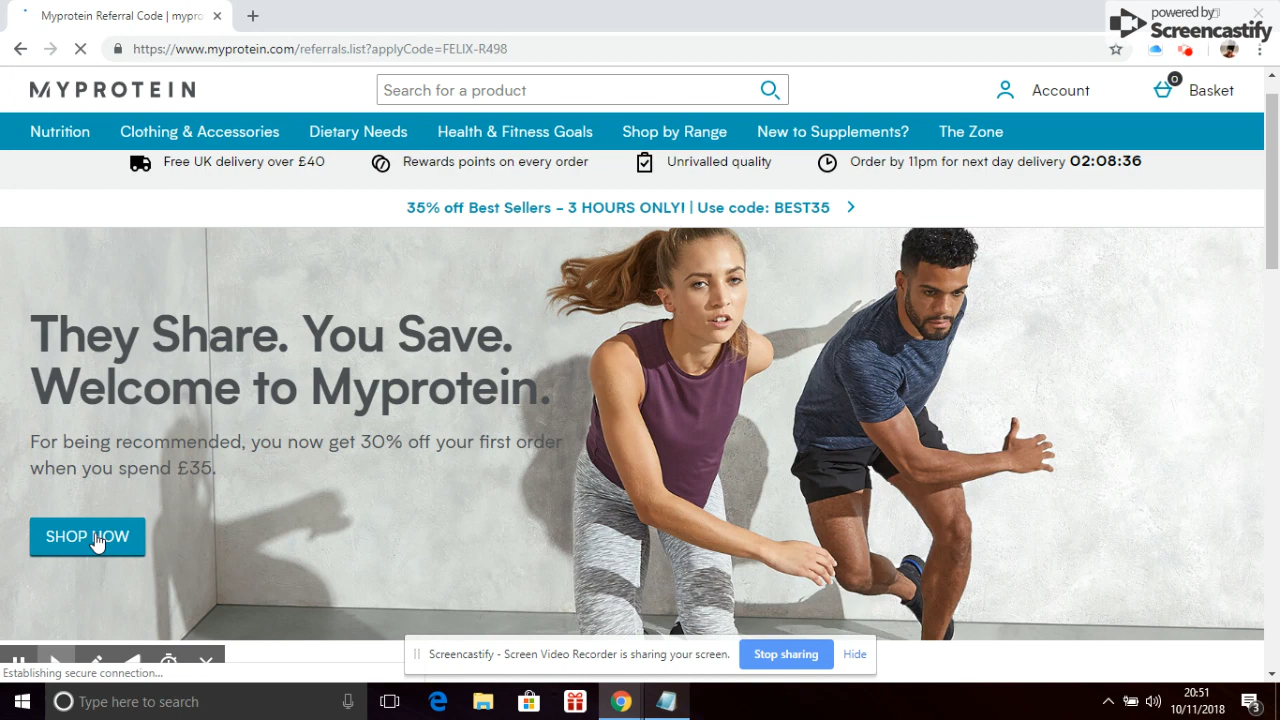 Myprotein Referral Code | mypro
powered by
Screencastify
https://www.myprotein.com/referrals.list?applyCode=FELIX-R498
MYPROTEIN
Search for a product
Account
0
Basket
Nutrition
Clothing & Accessories
Dietary Needs
Health & Fitness Goals
Shop by Range
New to Supplements?
The Zone
Free UK delivery over £40
Rewards points on every order
Unrivalled quality
Order by 11pm for next day delivery 02:08:36
35% off Best Sellers - 3 HOURS ONLY! | Use code: BEST35
They Share. You Save.
Welcome to Myprotein.
For being recommended, you now get 30% off your first order
when you spend £35.
SHOP NOW
Screencastify - Screen Video Recorder is sharing your screen.
Stop sharing
Hide
Establishing secure connection...
Type here to search
20:51
10/11/2018
3